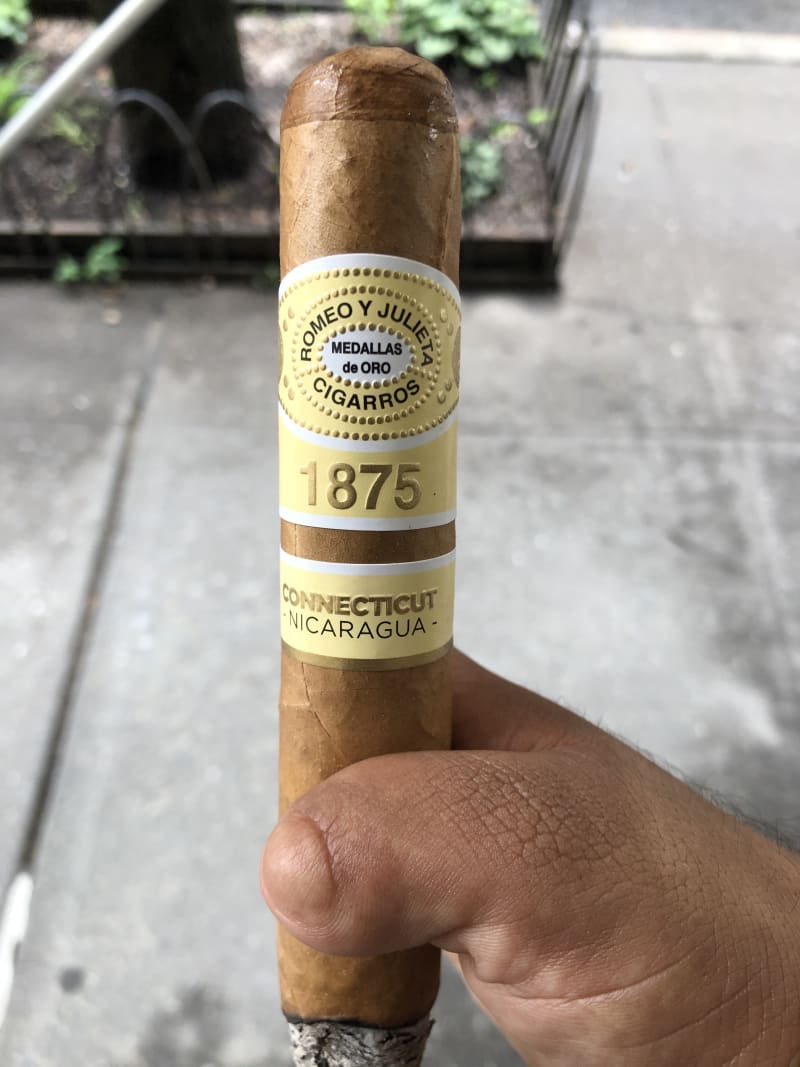 ROMEO Y JULIETA
MEDALLAS
de ORO
CIGARROS
1875
CONNECTICUT
- NICARAGUA -